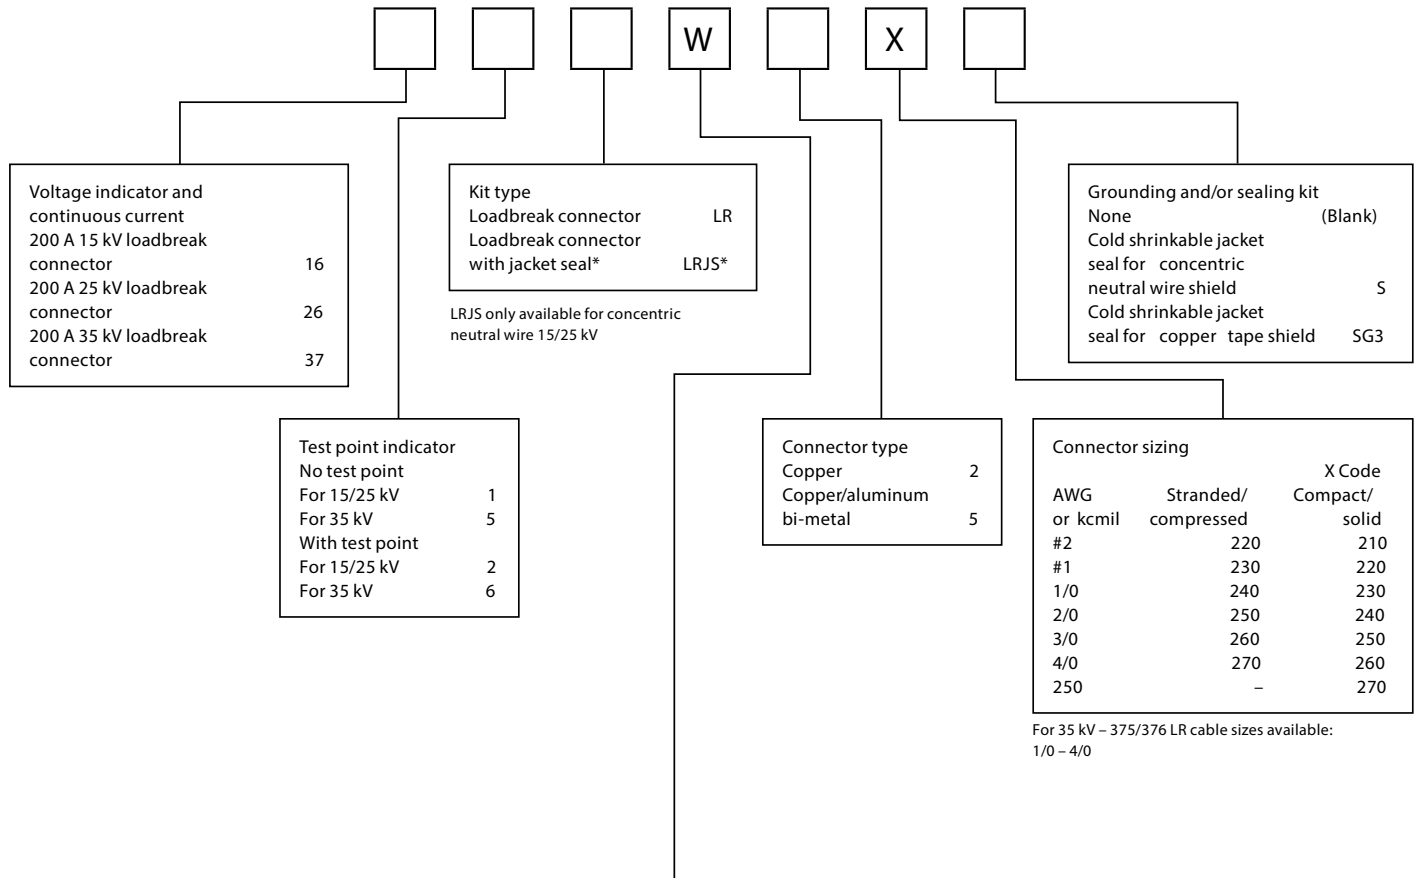 W
X
Voltage indicator and
continuous current
200 A 15 kV loadbreak
connector 16
200 A 25 kV loadbreak
connector 26
200 A 35 kV loadbreak
connector 37
Kit type
Loadbreak connector LR
Loadbreak connector
with jacket seal* LRJS*
LRJS only available for concentric
neutral wire 15/25 kV
Grounding and/or sealing kit
None (Blank)
Cold shrinkable jacket
seal for concentric
neutral wire shield S
Cold shrinkable jacket
seal for copper tape shield SG3
Test point indicator
No test point
For 15/25 kV 1
For 35 kV 5
With test point
For 15/25 kV 2
For 35 kV 6
Connector type
Copper 2
Copper/aluminum
bi-metal 5
Connector sizing
X Code
AWG Stranded/ Compact/
or kcmil compressed solid
#2 220 210
#1 230 220
1/0 240 230
2/0 250 240
3/0 260 250
4/0 270 260
250 – 270
For 35 kV – 375/376 LR cable sizes available:
1/0 – 4/0